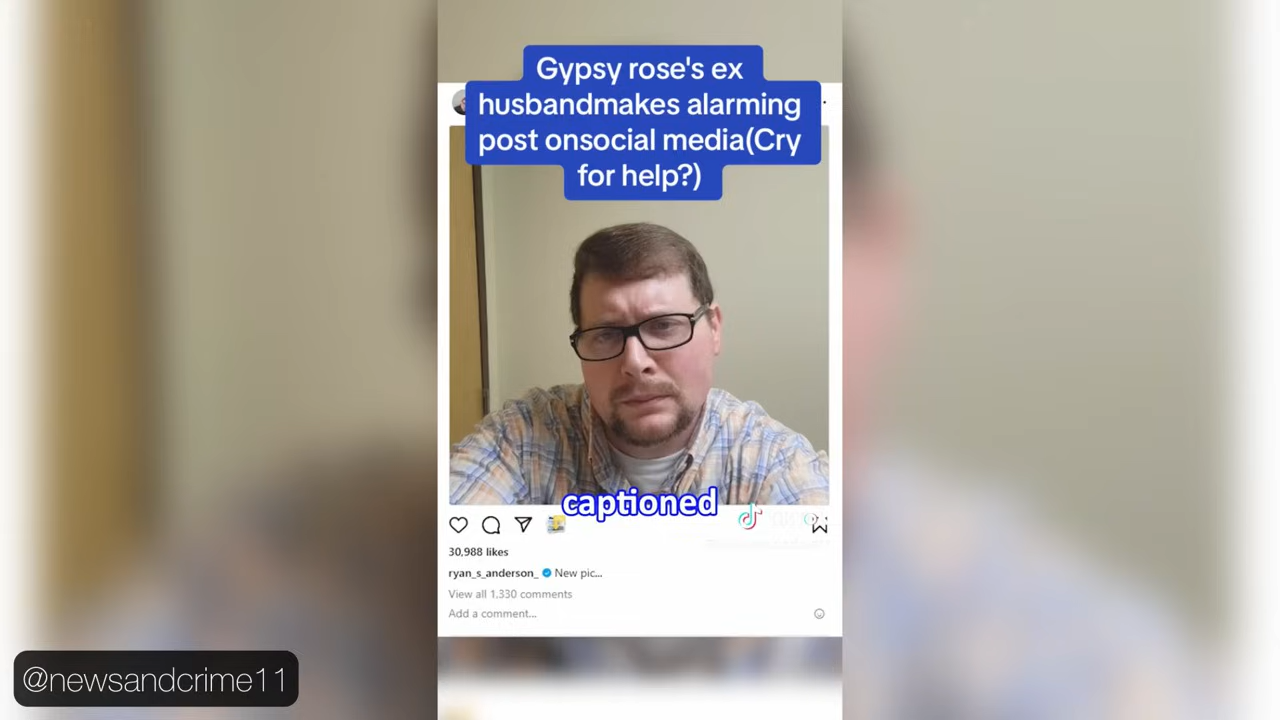 Gypsy rose's ex
husbandmakes alarming
post onsocial media(Cry
for help?)
captioned
30,988 likes
ryan_s_anderson_ New pic...
View all 1,330 comments
Add a comment...
@newsandcrime11